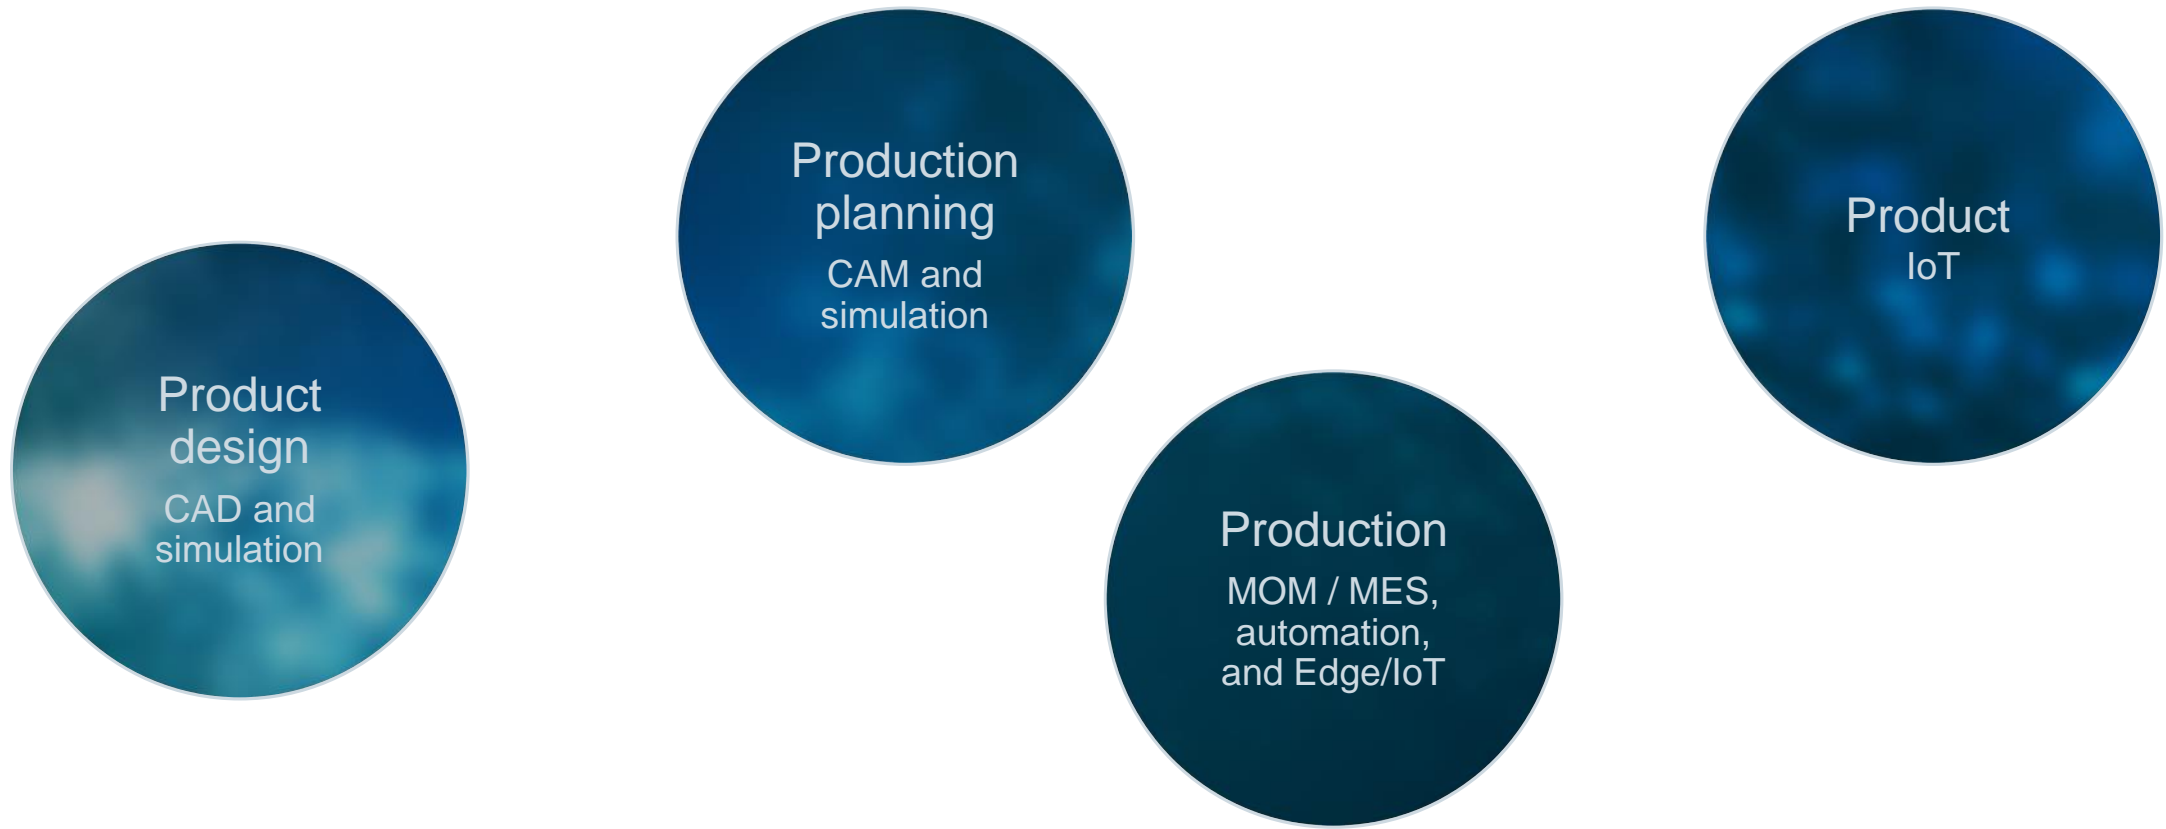 Product
design
CAD and
simulation
Production
planning
CAM and
simulation
Production
MOM / MES,
automation,
and Edge/IoT
Product
IoT